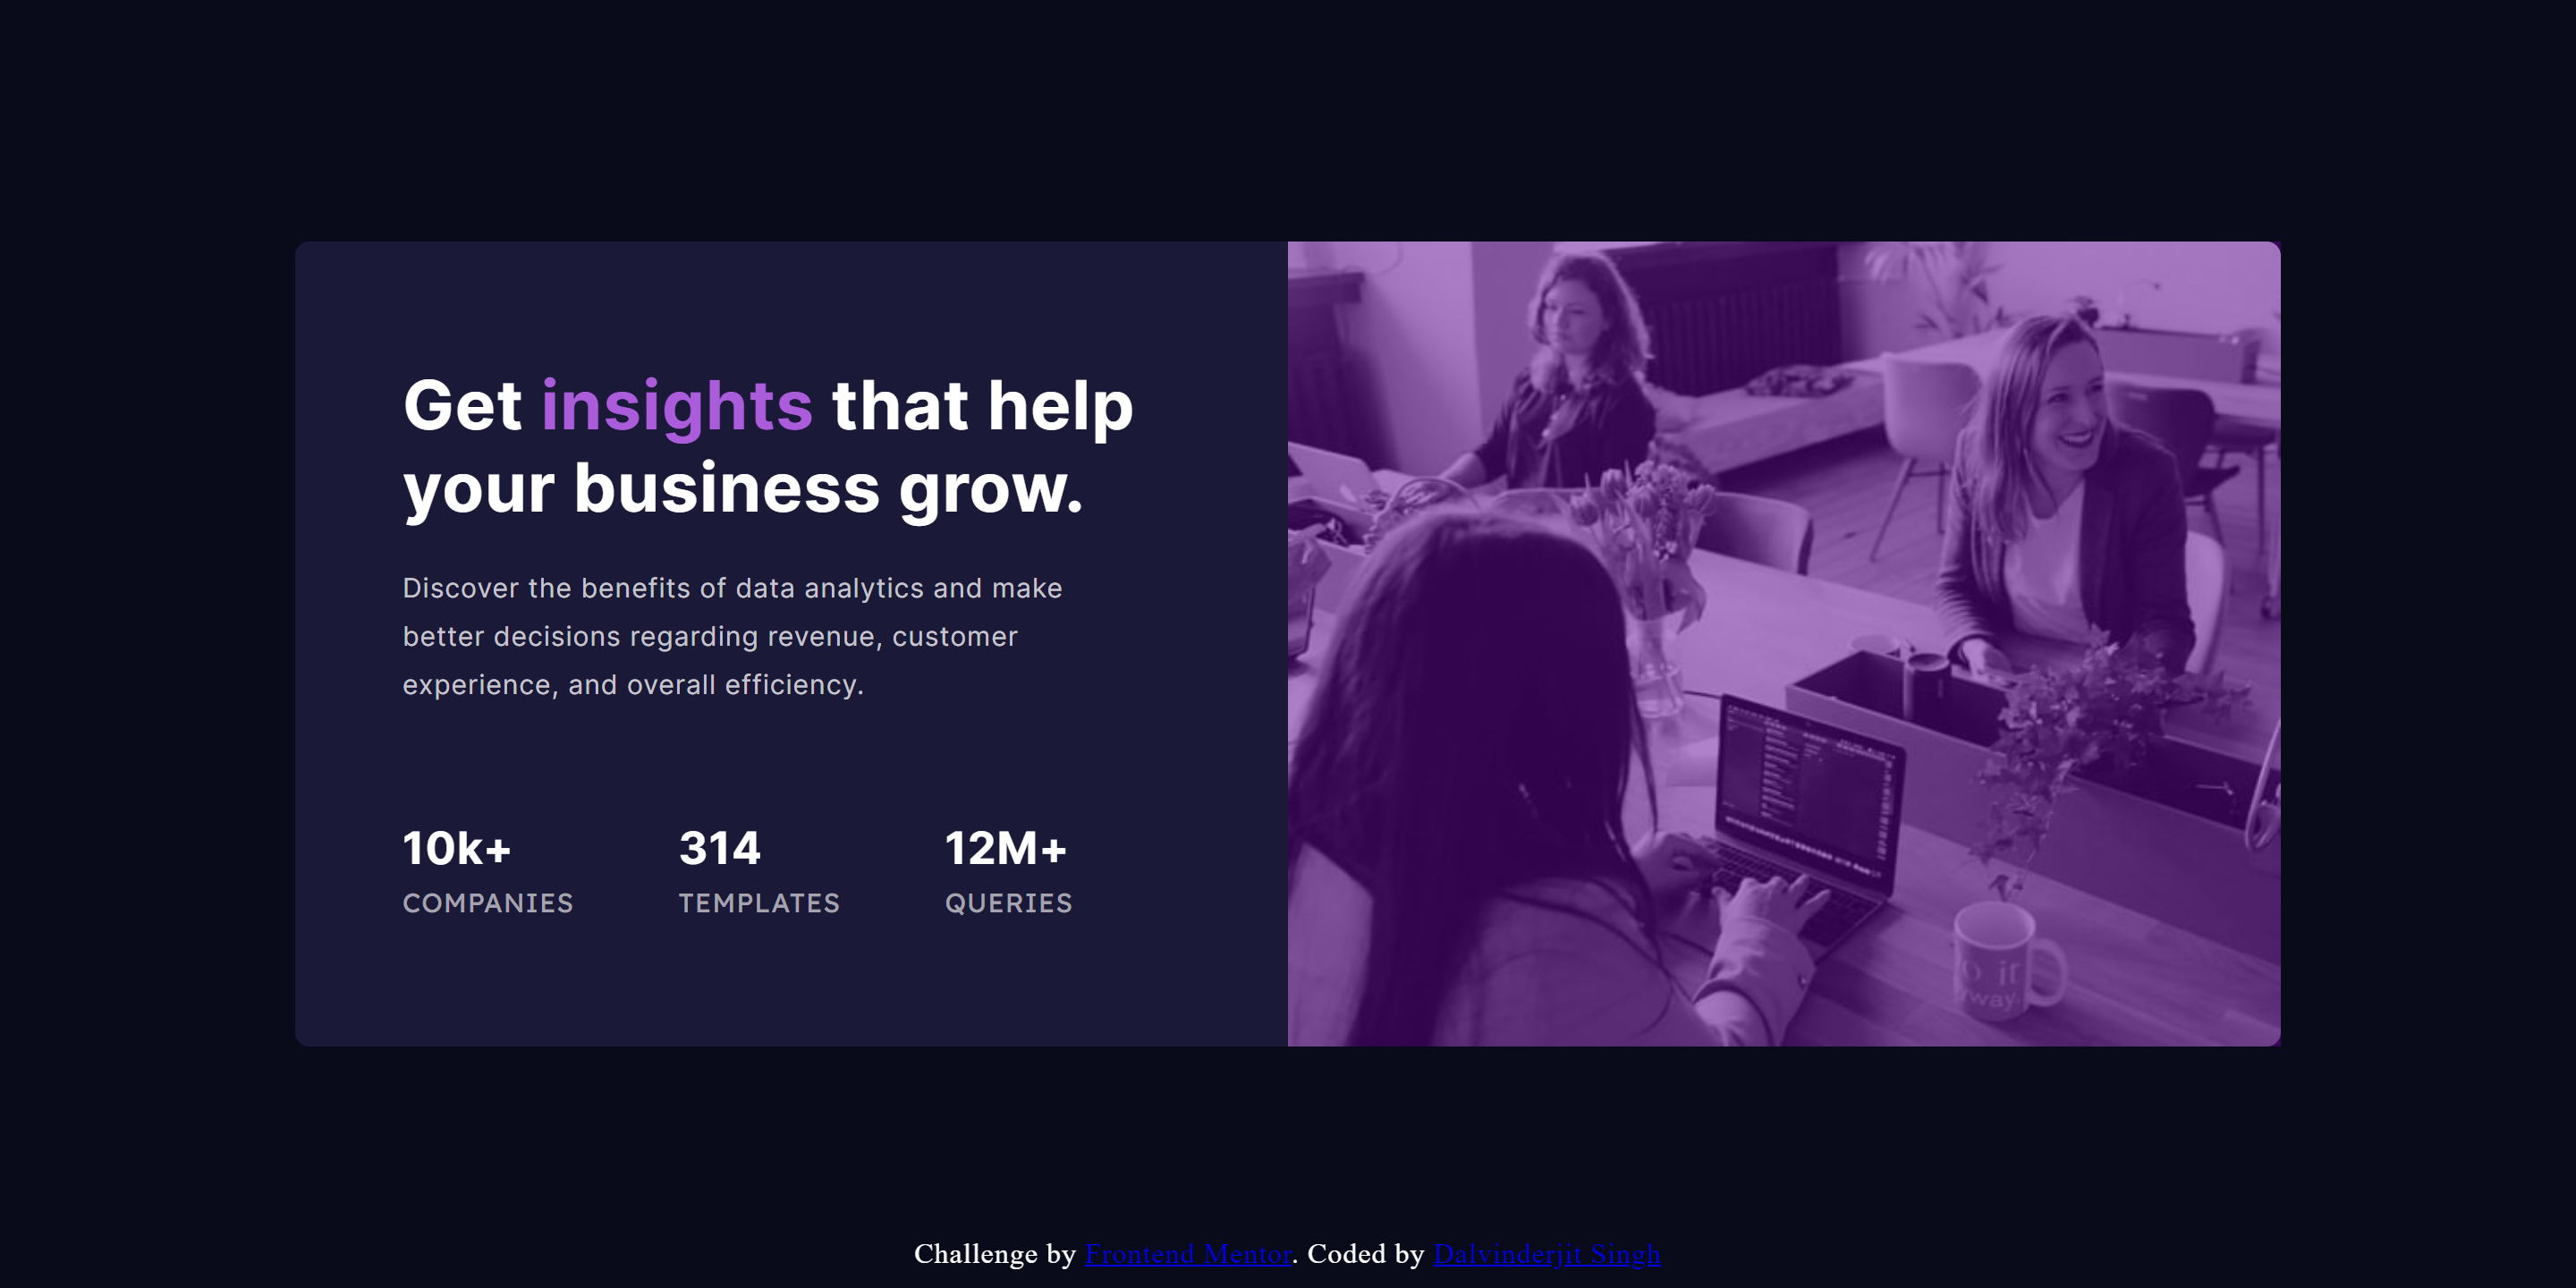 Get insights that help
your business grow.
Discover the benefits of data analytics and make
better decisions regarding revenue, customer
experience, and overall efficiency.
10k+ 314 12M+
COMPANIES TEMPLATES QUERIES
it
way.
Challenge by Frontend Mentor. Coded by Dalvinderjit Singh